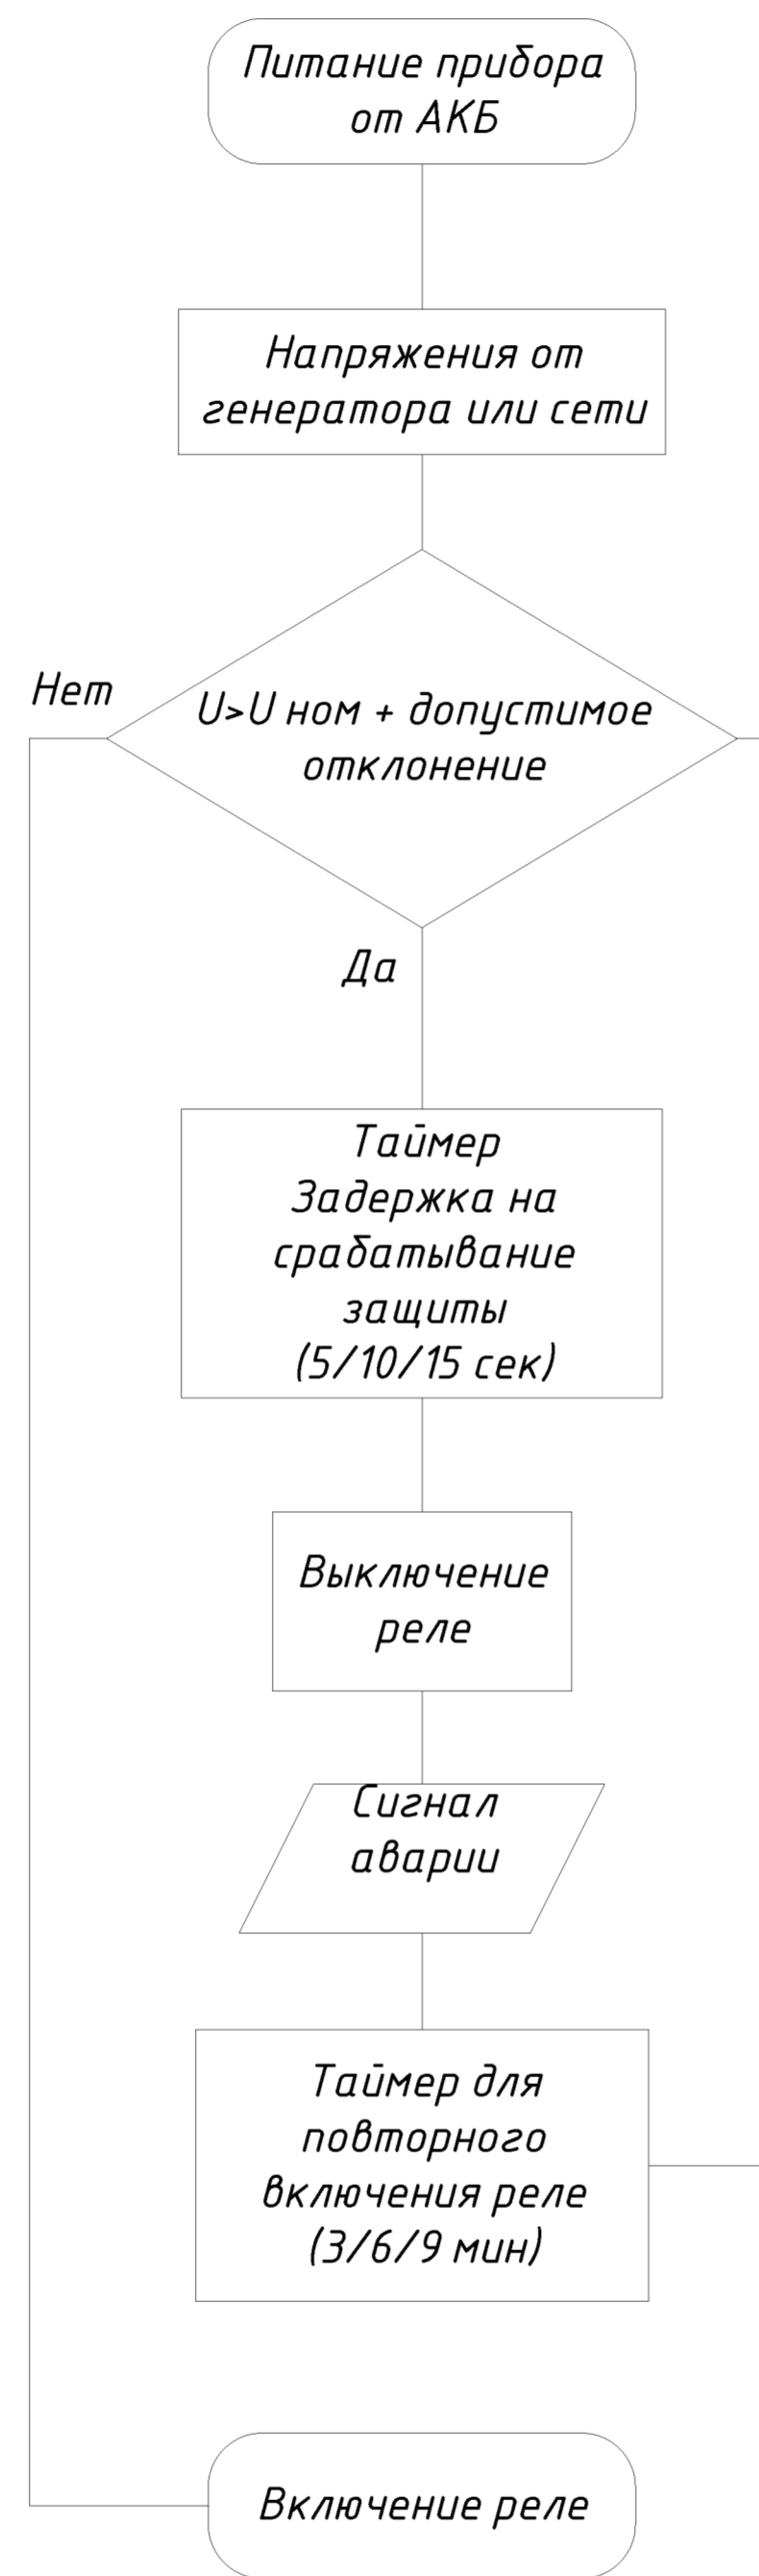 Питание прибора
от АКБ
Напряжения от
генератора или сети
Нет
U>U ном + допустимое
отклонение
Да
Таймер
Задержка на
срабатывание
защиты
(5/10/15 сек)
Выключение
реле
Сигнал
аварии
Таймер для
повторного
включения реле
(3/6/9 мин)
Включение реле